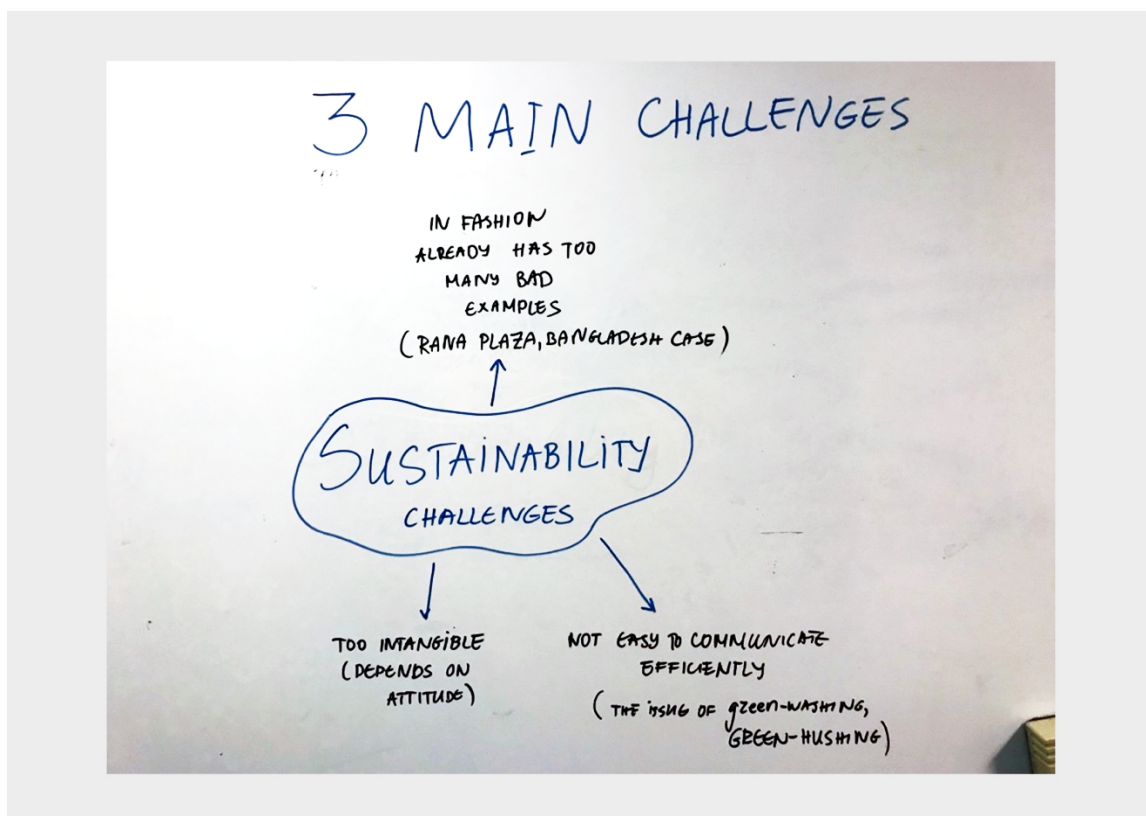 3 MAIN CHALLENGES
IN FASHION
ALREADY HAS TOO
MANY BAD
EXAMPLES
(RANA PLAZA, BANGLADESH CASE)
SUSTAINABILITY
CHALLENGES
TOO INTANGIBLE
(DEPENDS ON
ATTITUDE)
NOT EASY TO COMMUNICATE
EFFICIENTLY
(THE ISSUE OF green-WASHING,
GREEN-HUSHING)